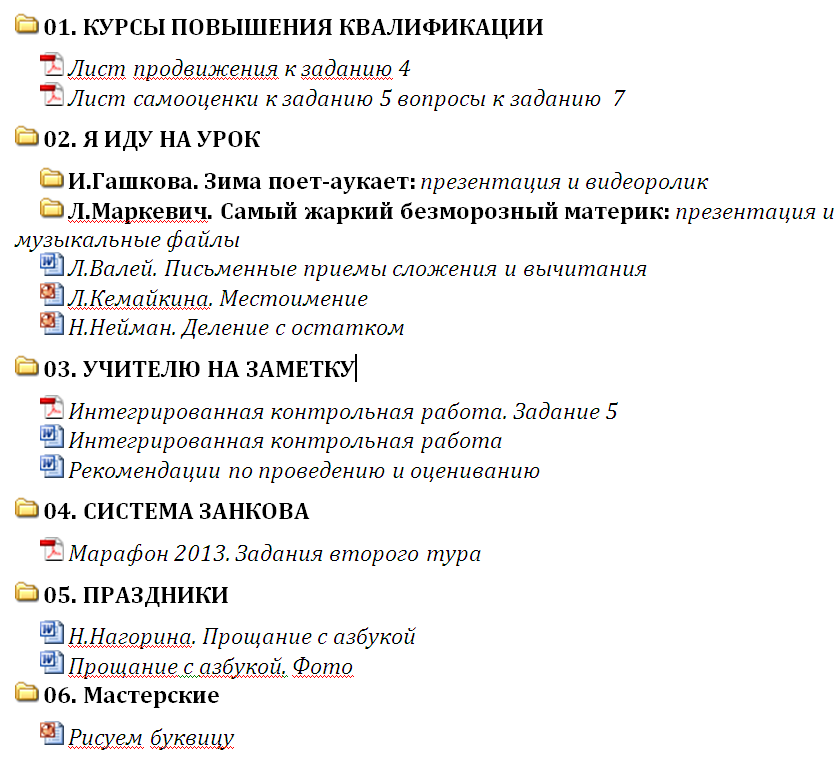 01. КУРСЫ ПОВЫШЕНИЯ КВАЛИФИКАЦИИ
Лист продвижения к заданию 4
Лист самооценки к заданию 5 вопросы к заданию 7
02. Я ИДУ НА УРОК
И.Гашкова. Зима поет-аукает: презентация и видеоролик
Л.Маркевич. Самый жаркий безморозный материк: презентация и
музыкальные файлы
Л.Валей. Письменные приемы сложения и вычитания
Л.Кемайкина. Местоимение
Н.Нейман. Деление с остатком
03. УЧИТЕЛЮ НА ЗАМЕТКУ
Интегрированная контрольная работа. Задание 5
Интегрированная контрольная работа
Рекомендации по проведению и оцениванию
04. СИСТЕМА ЗАНКОВА
Марафон 2013. Задания второго тура
05. ПРАЗДНИКИ
Н.Нагорина. Прощание с азбукой
Прощание с азбукой. Фото
06. Мастерские
Рисуем буквицу